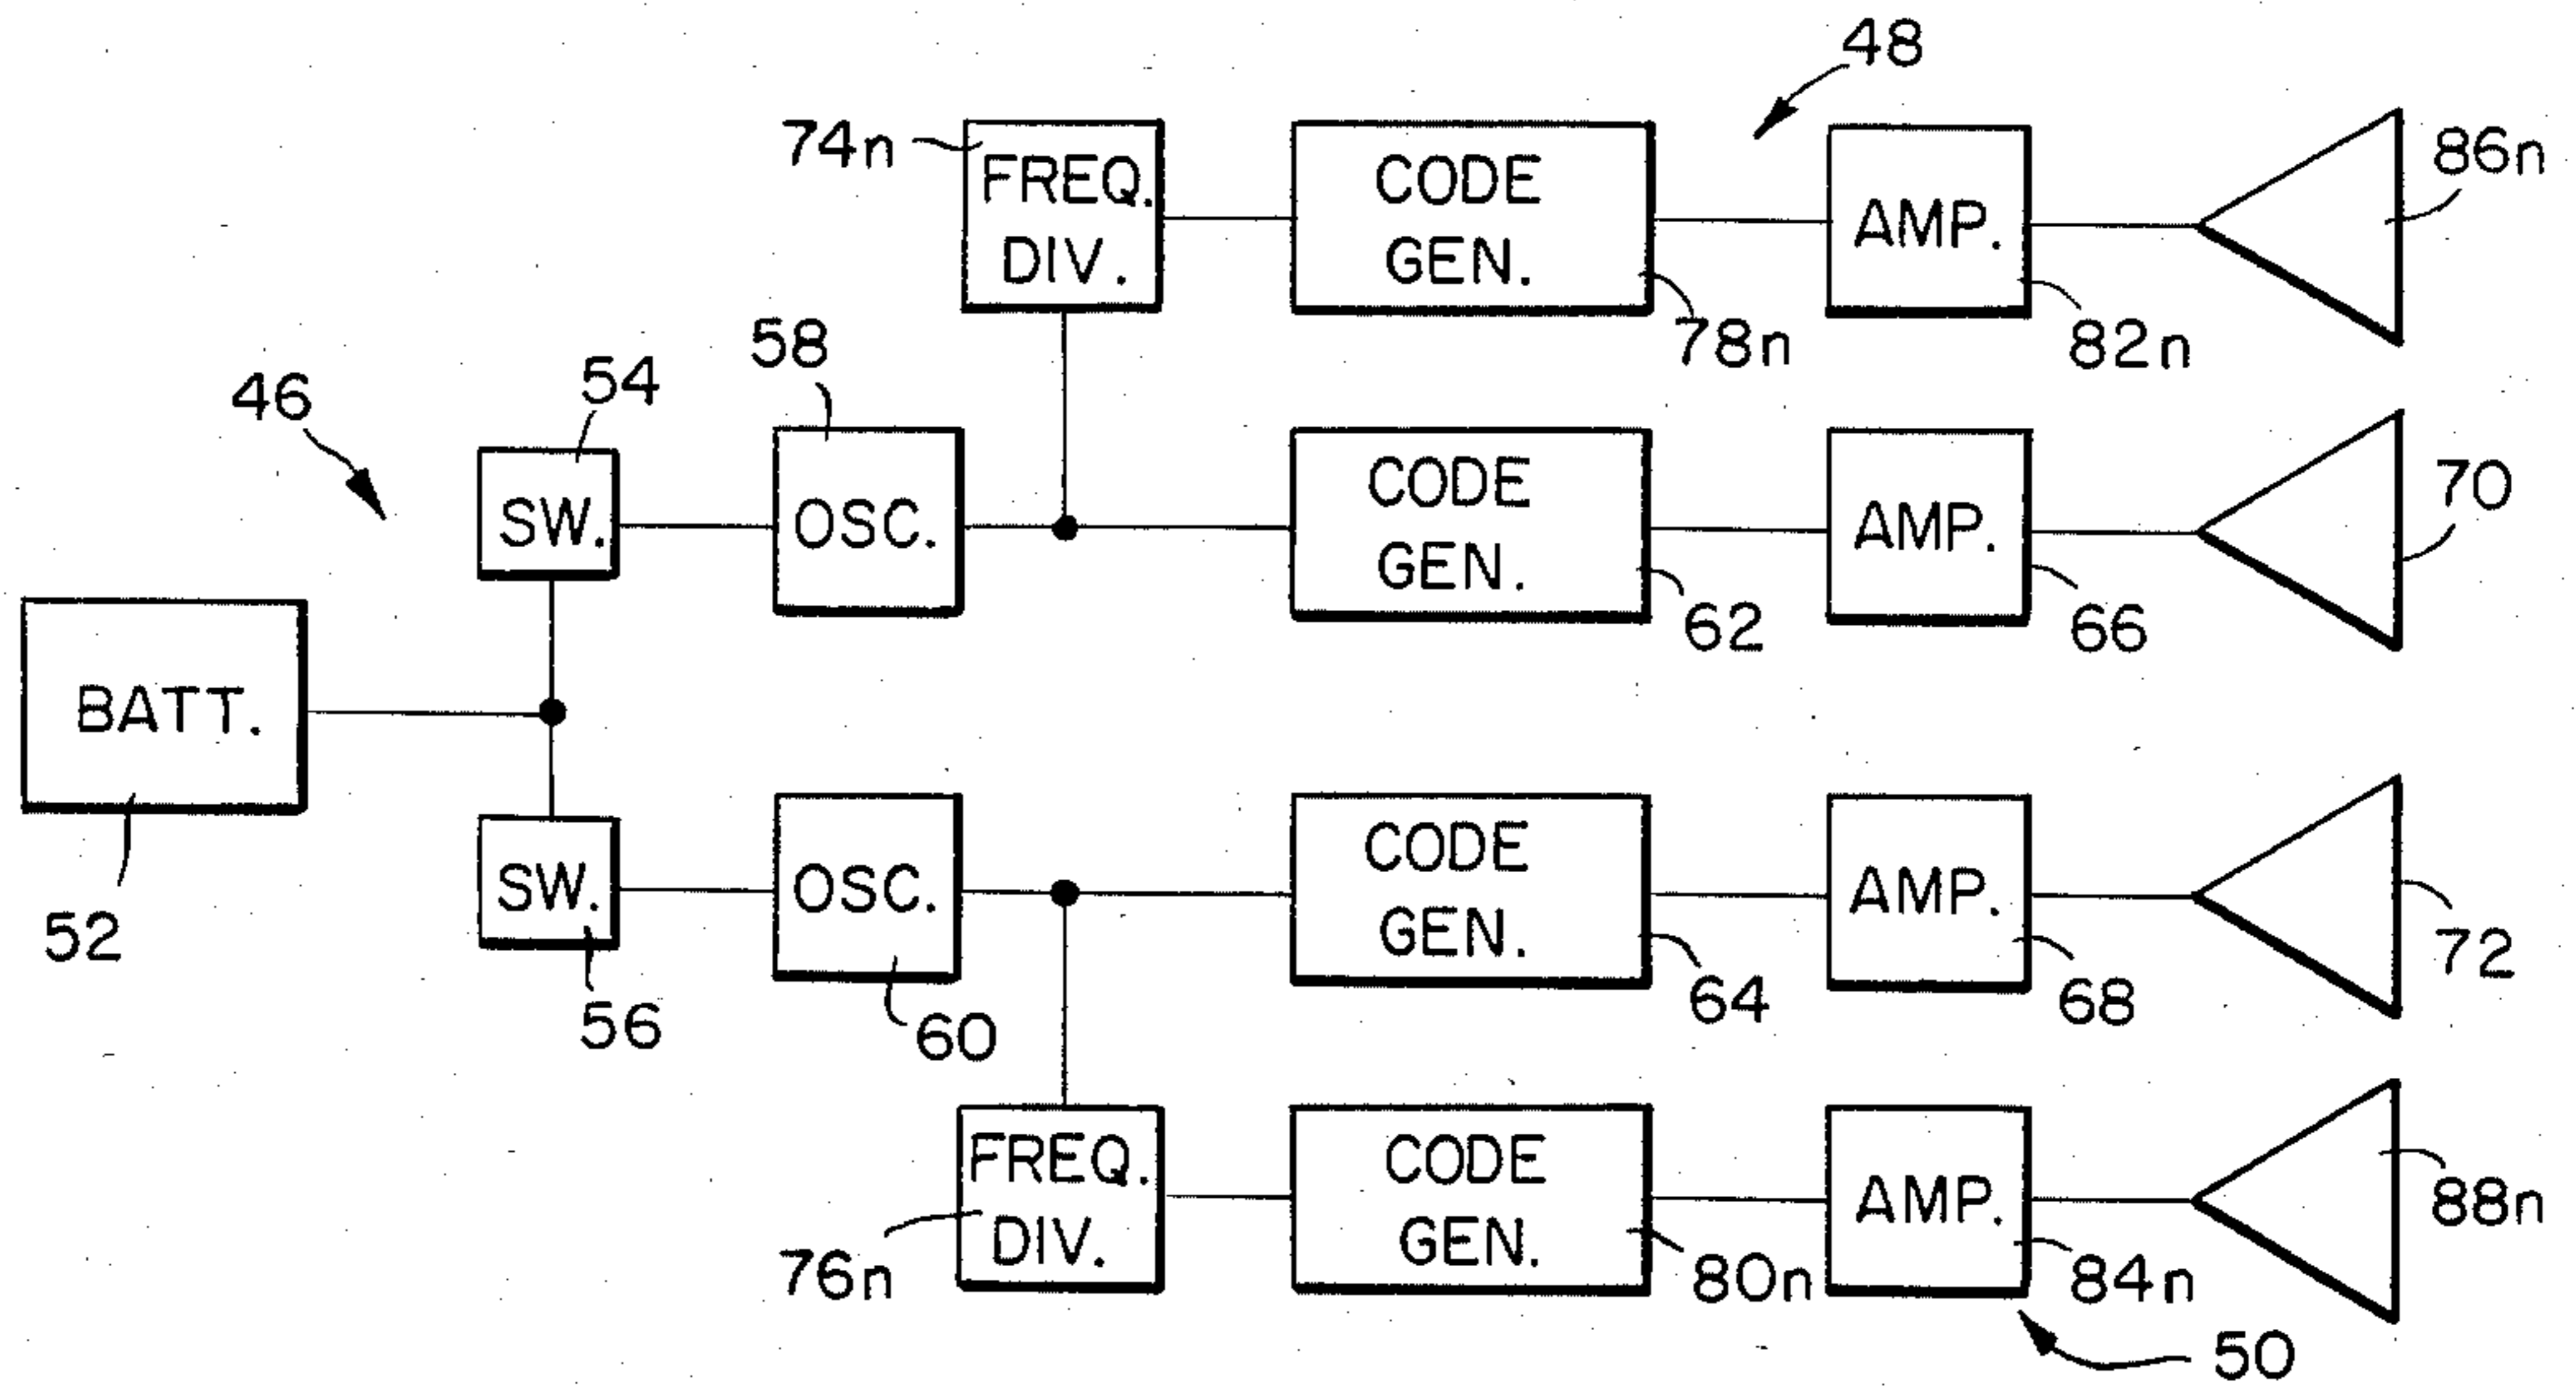 48
74n
FREQ.
DIV.
CODE
GEN.
78n
AMP.
82n
86n
46
54
SW.
58
OSC.
CODE
GEN.
62
AMP.
66
70
BATT.
52
SW.
56
OSC.
60
CODE
GEN.
64
AMP.
68
72
FREQ.
DIV.
76n
CODE
GEN.
80n
AMP.
84n
88n
50